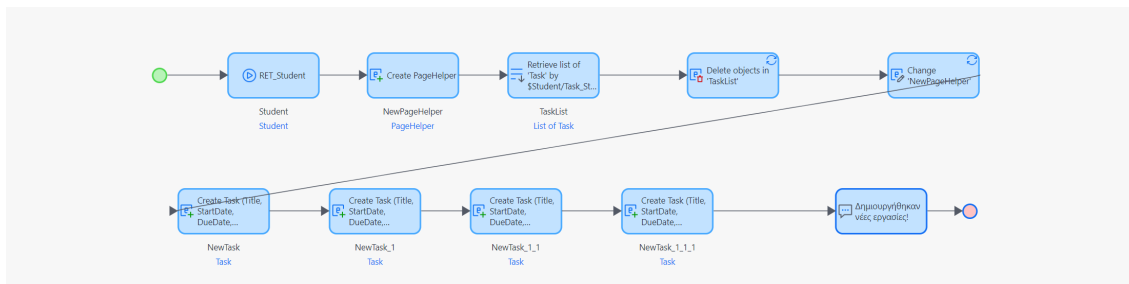 RET_Student
Student
Student
Create PageHelper
NewPageHelper
PageHelper
Retrieve list of
'Task' by
$Student/Task_St...
TaskList
List of Task
Delete objects in
'TaskList'
Change
'NewPageHelper'
Create Task (Title,
StartDate,
DueDate,...
NewTask
Task
Create Task (Title,
StartDate,
DueDate,...
NewTask_1
Task
Create Task (Title,
StartDate,
DueDate,...
NewTask_1_1
Task
Create Task (Title,
StartDate,
DueDate,...
NewTask_1_1_1
Task
Δημιουργήθηκαν
νέες εργασίες!